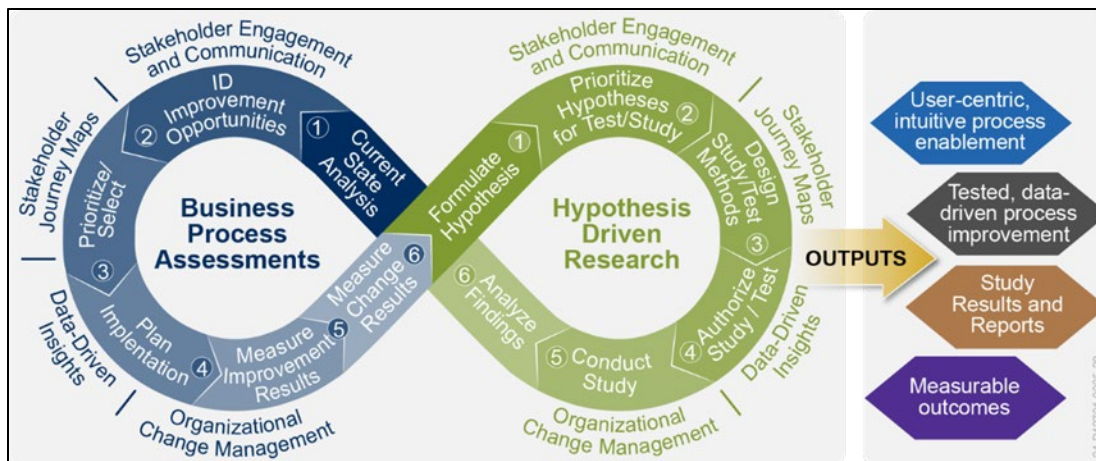 Stakeholder Engagement
and Communication
Stakeholder
Journey Maps
Data-Driven
Insights
Organizational
Change Management
Business
Process
Assessments
1
Current
State
Analysis
2
ID
Improvement
Opportunities
3
Prioritize/
Select
4
Plan
Implentation
5
Measure
Improvement
Results
6
Measure
Change
Results
Stakeholder Engagement
and Communication
Stakeholder
Journey Maps
Data-Driven
Insights
Organizational
Change Management
Hypothesis
Driven
Research
1
Formulate
Hypothesis
2
Prioritize
Hypotheses
for Test/Study
3
Design
Study/Test
Methods
4
Authorize
Study / Test
5
Conduct
Study
6
Analyze
Findings
OUTPUTS
User-centric,
intuitive process
enablement
Tested, data-
driven process
improvement
Study
Results and
Reports
Measurable
outcomes